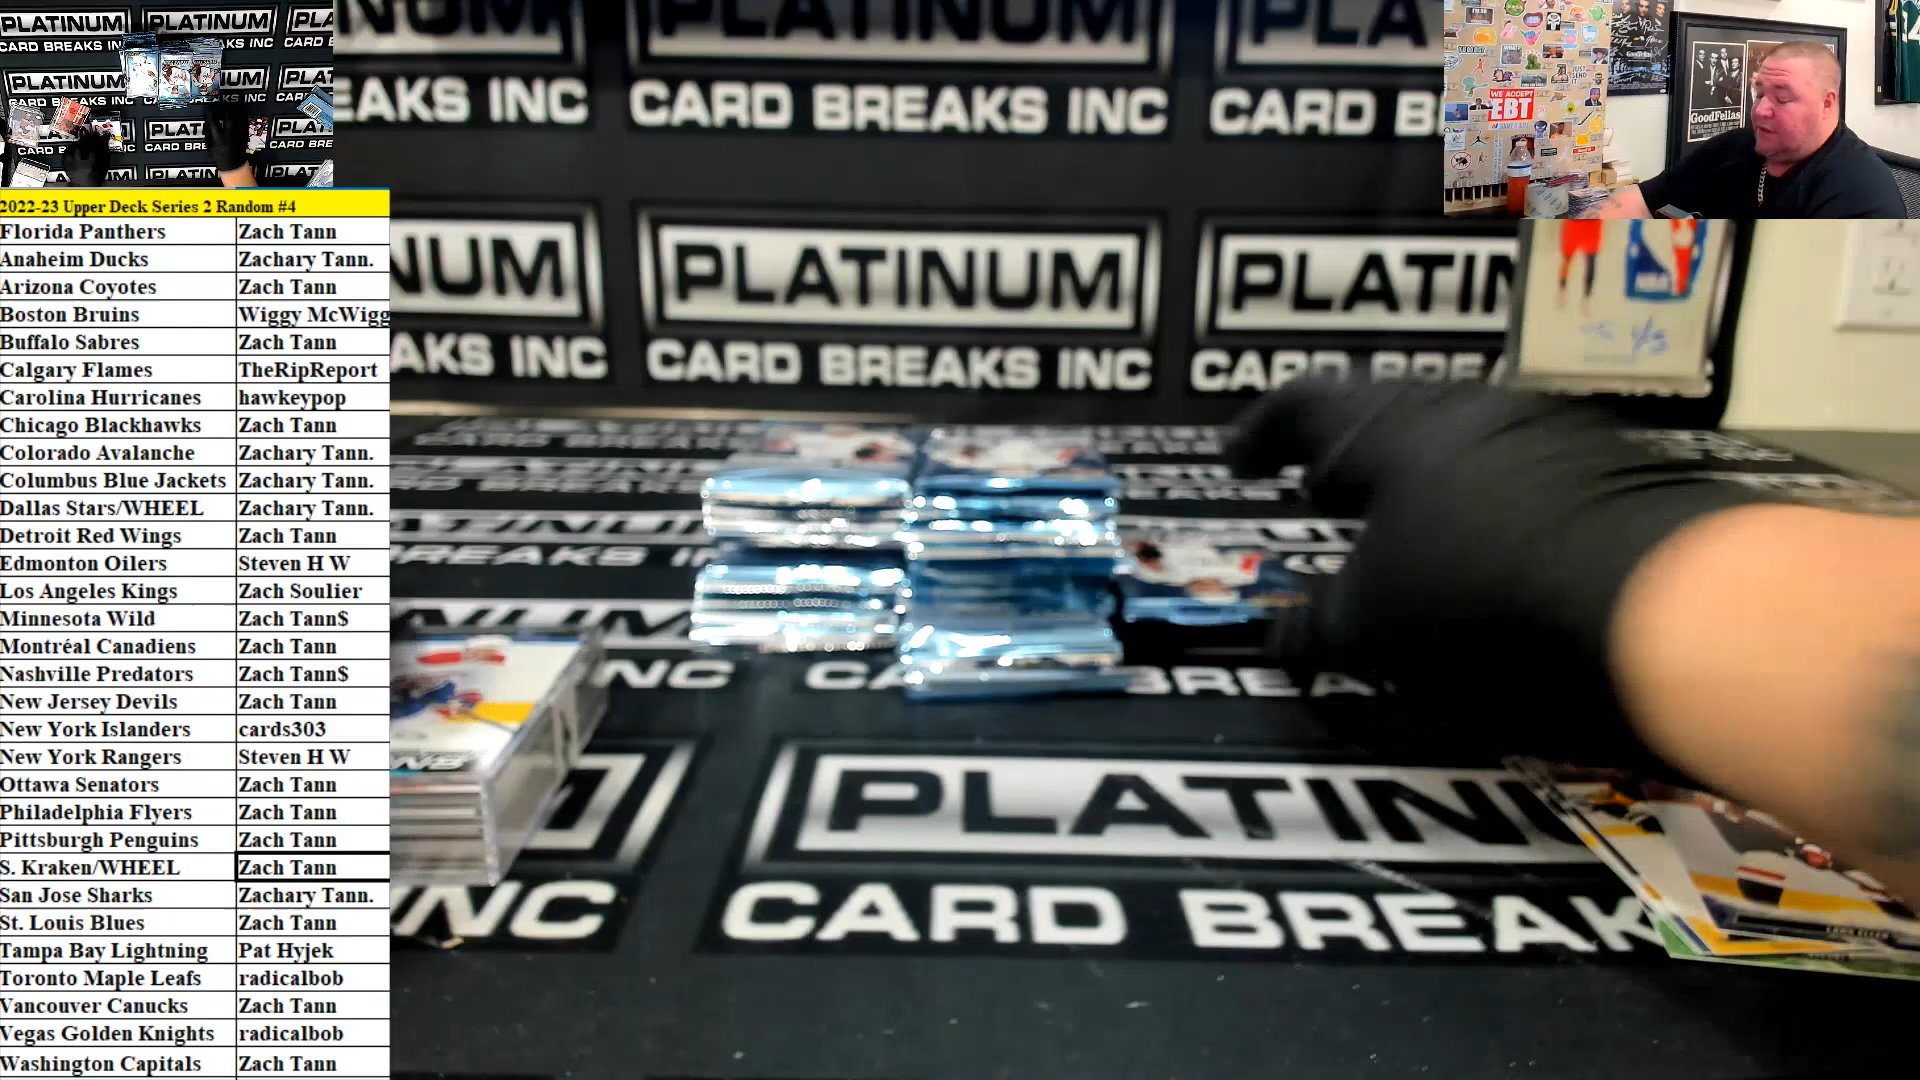 PLATINUM
CARD BREAKS INC
PLATINUM
CARD BREAKS INC
PLATINUM
CARD BREAKS INC
WE ACCEPT
EBT
JUST
SEND
IT
GoodFellas
NBA
2022-23 Upper Deck Series 2 Random #4
Florida Panthers Zach Tann
Anaheim Ducks Zachary Tann.
Arizona Coyotes Zach Tann
Boston Bruins Wiggy McWigg
Buffalo Sabres Zach Tann
Calgary Flames TheRipReport
Carolina Hurricanes hawkeypop
Chicago Blackhawks Zach Tann
Colorado Avalanche Zachary Tann.
Columbus Blue Jackets Zachary Tann.
Dallas Stars/WHEEL Zachary Tann.
Detroit Red Wings Zach Tann
Edmonton Oilers Steven H W
Los Angeles Kings Zach Soulier
Minnesota Wild Zach Tann$
Montréal Canadiens Zach Tann
Nashville Predators Zach Tann$
New Jersey Devils Zach Tann
New York Islanders cards303
New York Rangers Steven H W
Ottawa Senators Zach Tann
Philadelphia Flyers Zach Tann
Pittsburgh Penguins Zach Tann
S. Kraken/WHEEL Zach Tann
San Jose Sharks Zachary Tann.
St. Louis Blues Zach Tann
Tampa Bay Lightning Pat Hyjek
Toronto Maple Leafs radicalbob
Vancouver Canucks Zach Tann
Vegas Golden Knights radicalbob
Washington Capitals Zach Tann
PLATIN
CARD BREAK